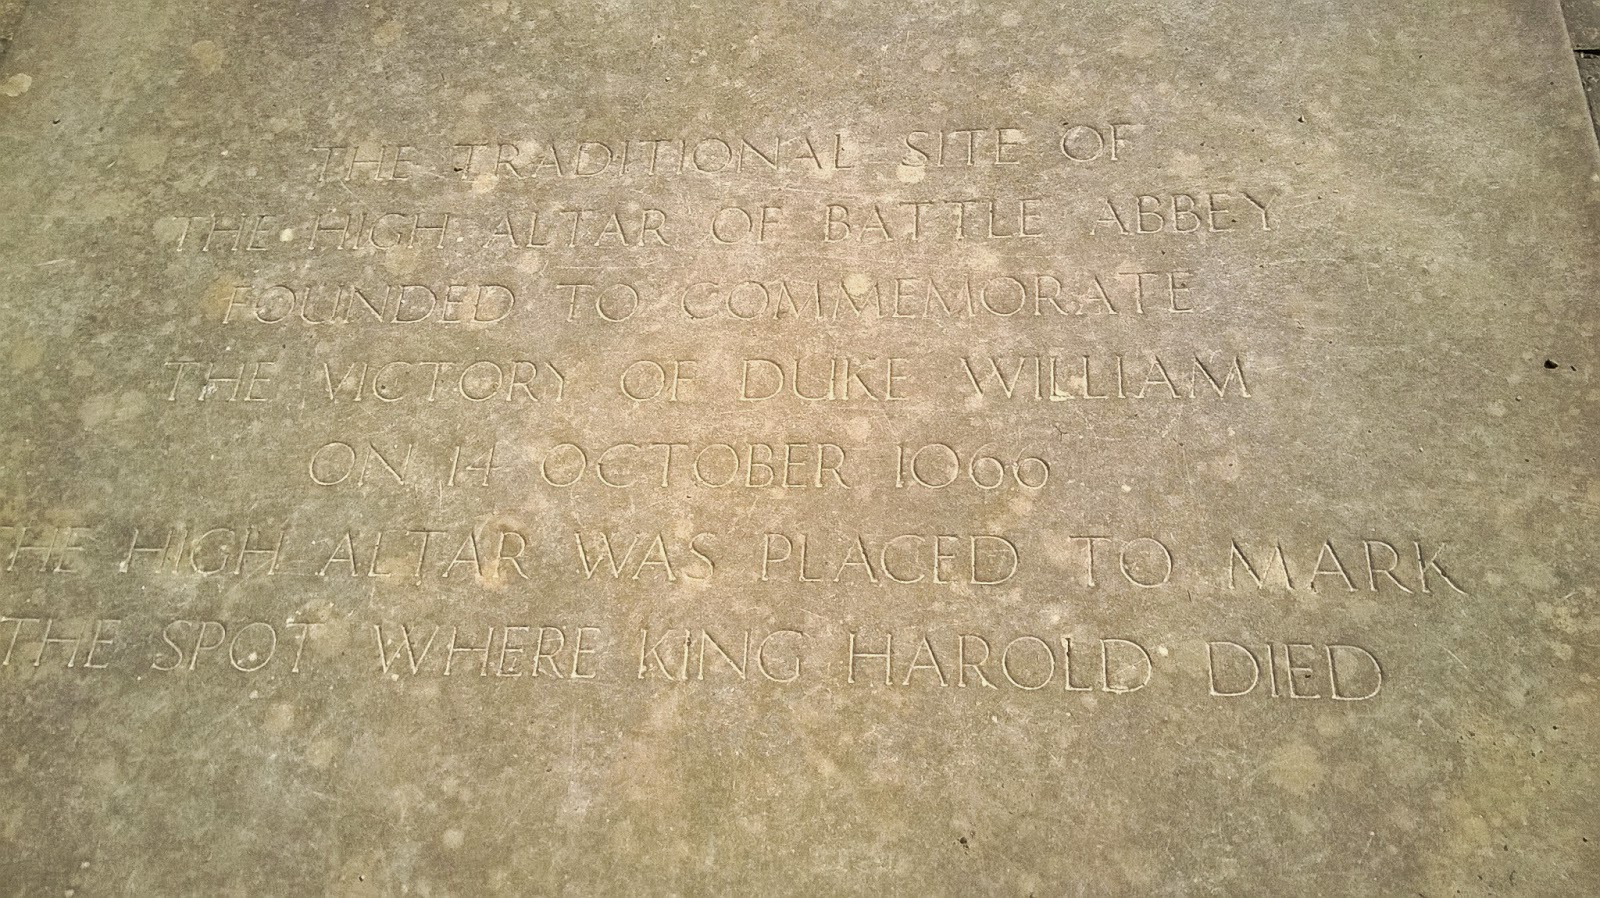 THE TRADITIONAL SITE OF
THE HIGH ALTAR OF BATTLE ABBEY
FOUNDED TO COMMEMORATE
THE VICTORY OF DUKE WILLIAM
ON 14 OCTOBER 1066
THE HIGH ALTAR WAS PLACED TO MARK
THE SPOT WHERE KING HAROLD DIED